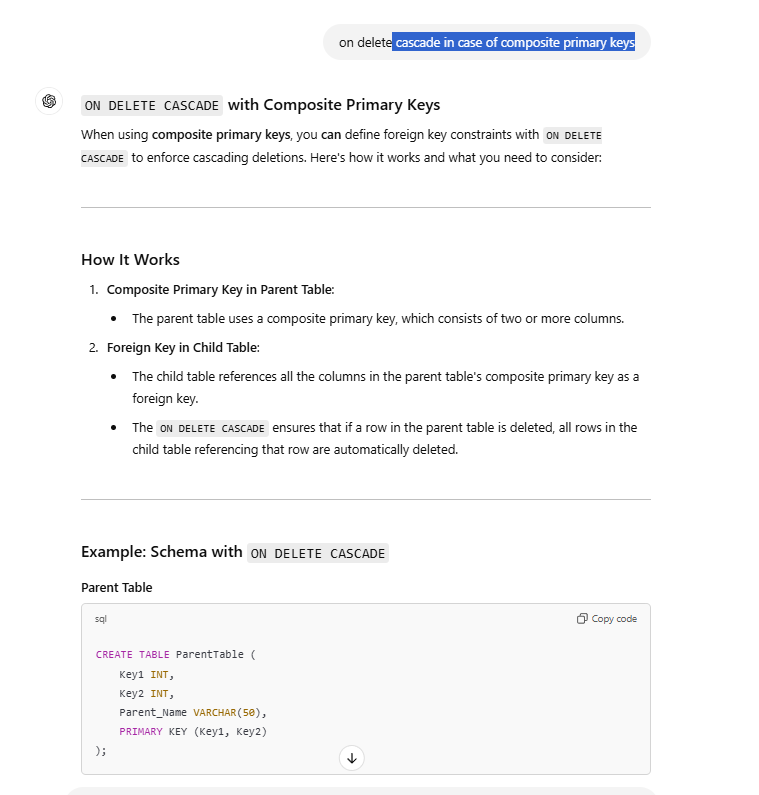 on delete cascade in case of composite primary keys
ON DELETE CASCADE with Composite Primary Keys
When using composite primary keys, you can define foreign key constraints with ON DELETE
CASCADE to enforce cascading deletions. Here's how it works and what you need to consider:
How It Works
1. Composite Primary Key in Parent Table:
• The parent table uses a composite primary key, which consists of two or more columns.
2. Foreign Key in Child Table:
• The child table references all the columns in the parent table's composite primary key as a
foreign key.
• The ON DELETE CASCADE ensures that if a row in the parent table is deleted, all rows in the
child table referencing that row are automatically deleted.
Example: Schema with ON DELETE CASCADE
Parent Table
sql Copy code
CREATE TABLE ParentTable (
Key1 INT,
Key2 INT,
Parent_Name VARCHAR(50),
PRIMARY KEY (Key1, Key2)
);